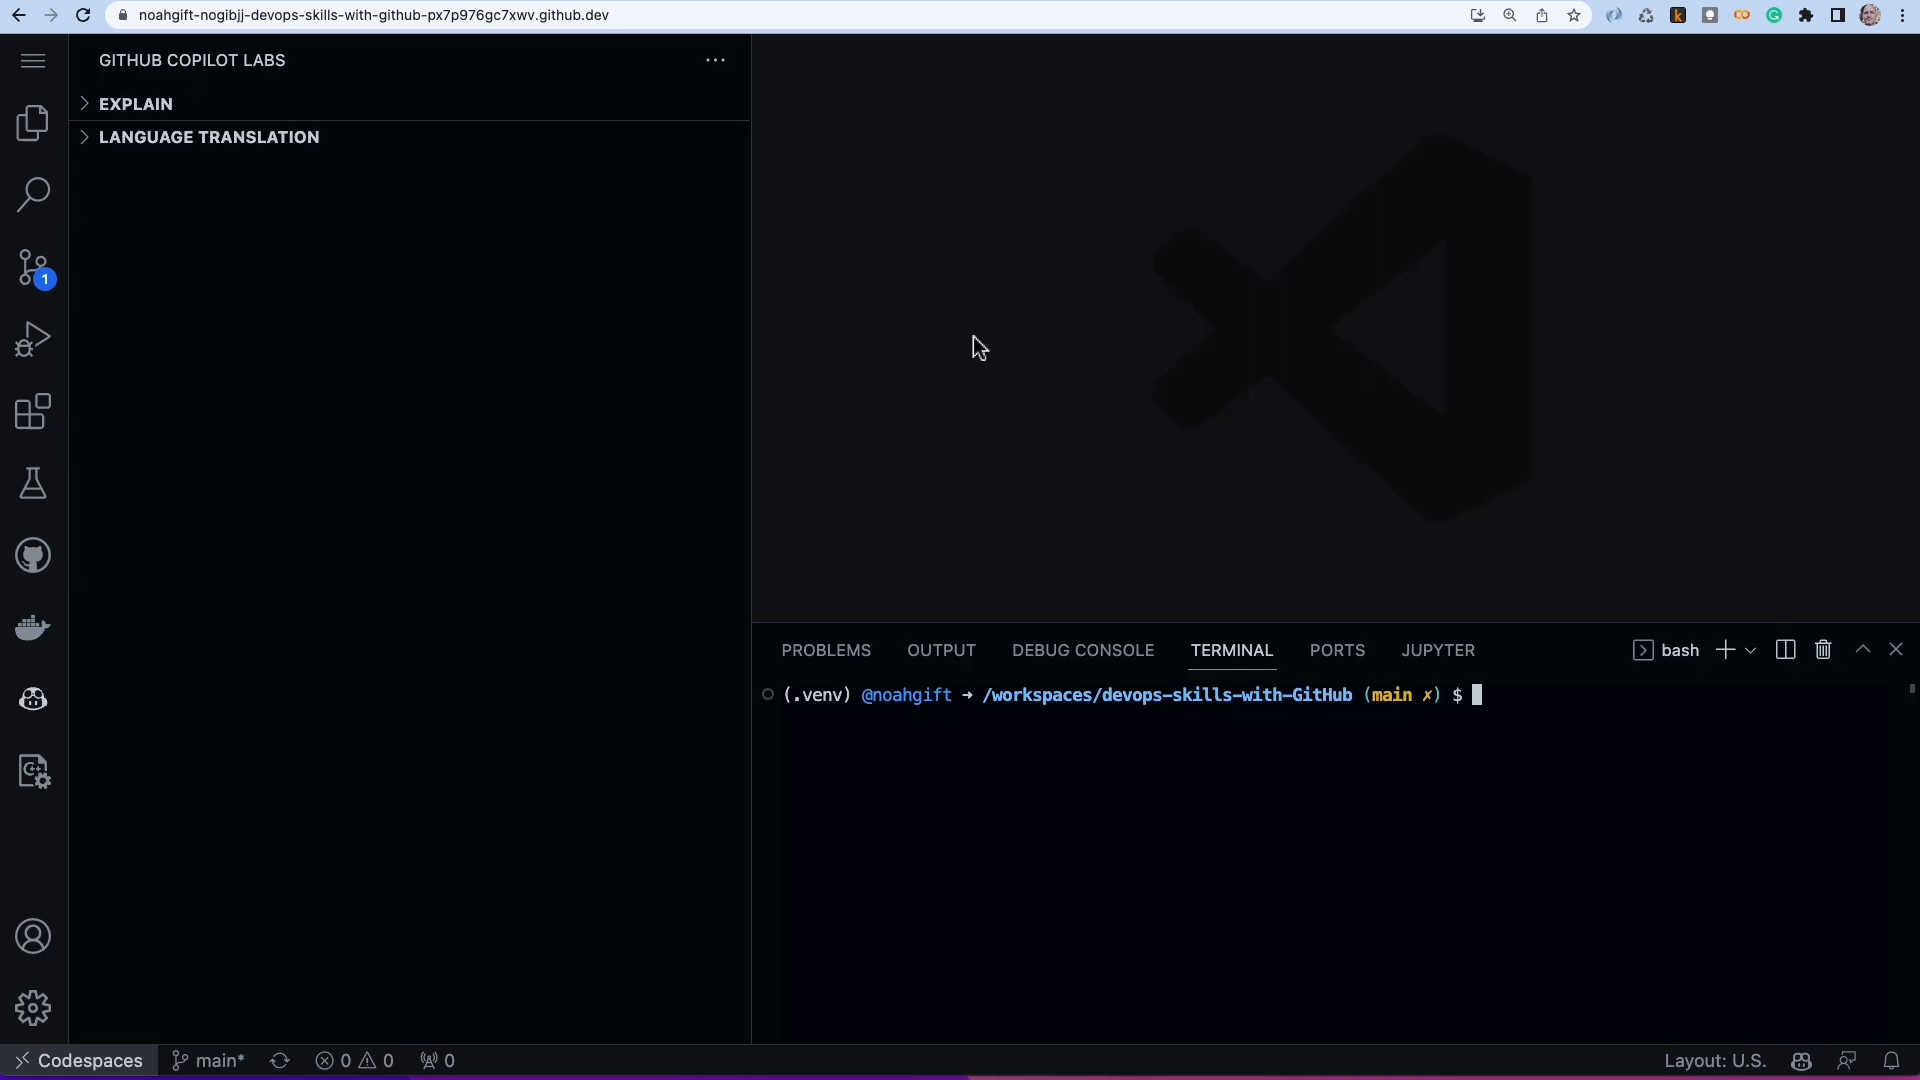 noahgift-nogibjj-devops-skills-with-github-px7p976gc7xwv.github.dev
GITHUB COPILOT LABS
EXPLAIN
LANGUAGE TRANSLATION
1
PROBLEMS OUTPUT DEBUG CONSOLE TERMINAL PORTS JUPYTER bash
(.venv) @noahgift → /workspaces/devops-skills-with-GitHub (main ✗) $
Codespaces main* 0 0 0 Layout: U.S.